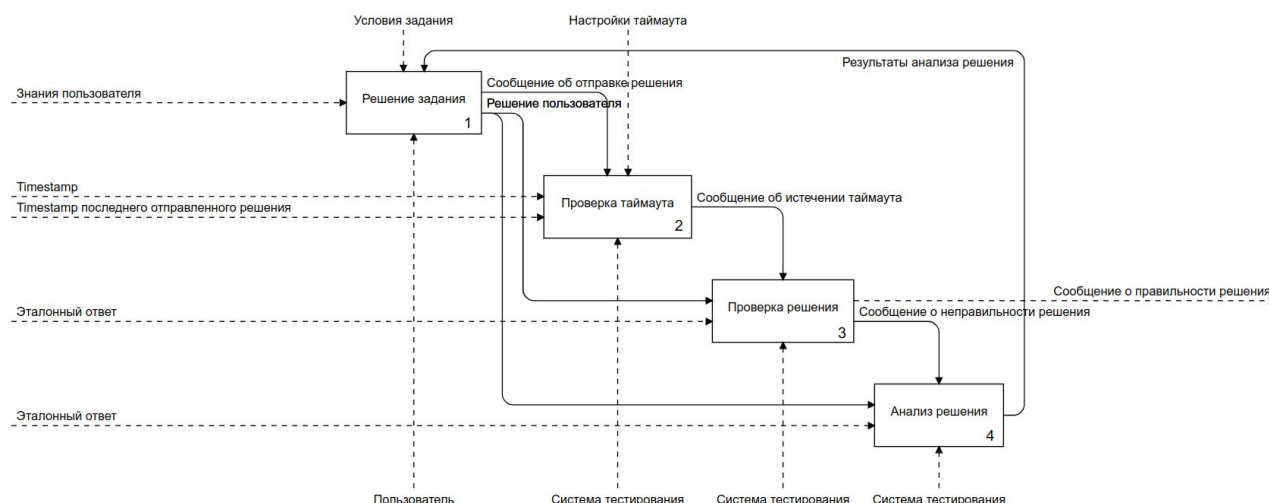 Условия задания
Настройки таймаута
Результаты анализа решения
Знания пользователя
Решение задания
1
Сообщение об отправке решения
Решение пользователя
Timestamp
Timestamp последнего отправленного решения
Проверка таймаута
2
Сообщение об истечении таймаута
Эталонный ответ
Проверка решения
3
Сообщение о правильности решения
Сообщение о неправильности решения
Эталонный ответ
Анализ решения
4
Пользователь
Система тестирования
Система тестирования
Система тестирования